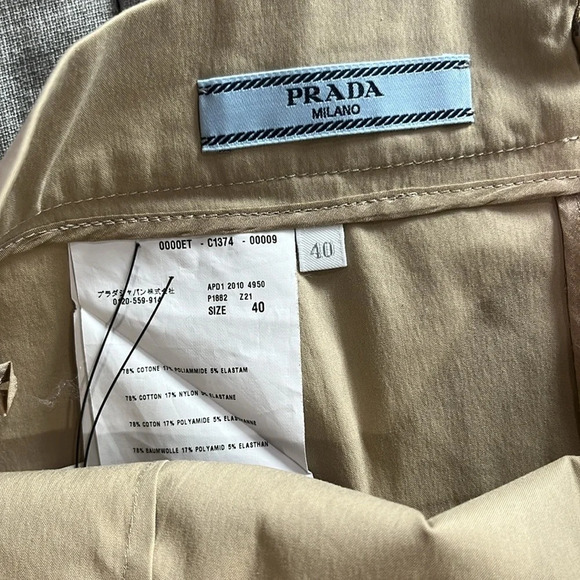 PRADA
MILANO
40
0000ET - C1374 - 00009
プラダジャパン株式会社
0120-559-914
APD1 2010 4950
P1882 Z21
SIZE 40
78% COTONE 17% POLIAMMIDE 5% ELASTAM
78% COTTON 17% NYLON 5% ELASTANE
78% COTON 17% POLYAMIDE 5% ELASTHANNE
78% BAUMWOLLE 17% POLYAMID 5% ELASTHAN